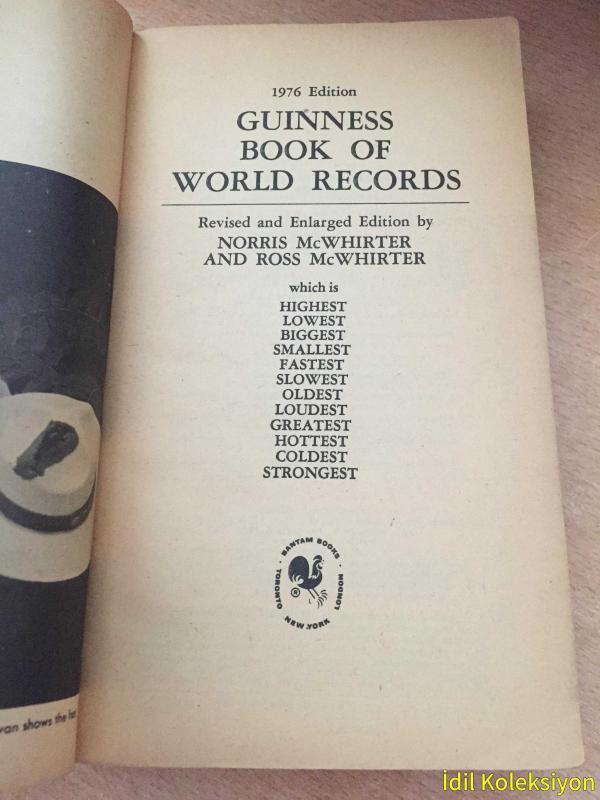 1976 Edition
GUINNESS
BOOK OF
WORLD RECORDS
Revised and Enlarged Edition by
NORRIS McWHIRTER
AND ROSS McWHIRTER
which is
HIGHEST
LOWEST
BIGGEST
SMALLEST
FASTEST
SLOWEST
OLDEST
LOUDEST
GREATEST
HOTTEST
COLDEST
STRONGEST
BANTAM BOOKS
TORONTO · NEW YORK · LONDON
®
shows the
İdil Koleksiyon